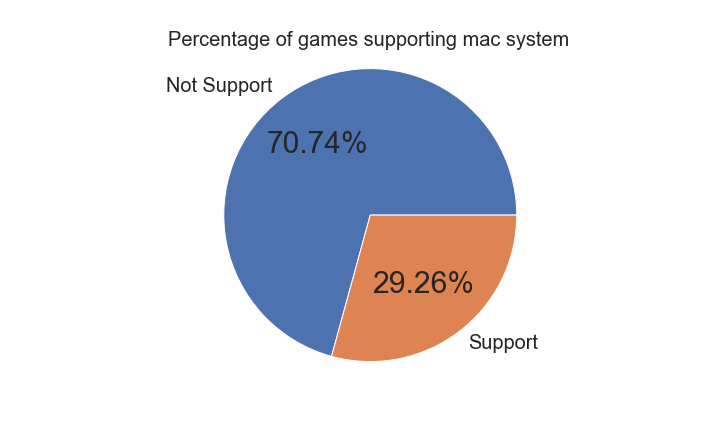 Percentage of games supporting mac system
Not Support
70.74%
29.26%
Support